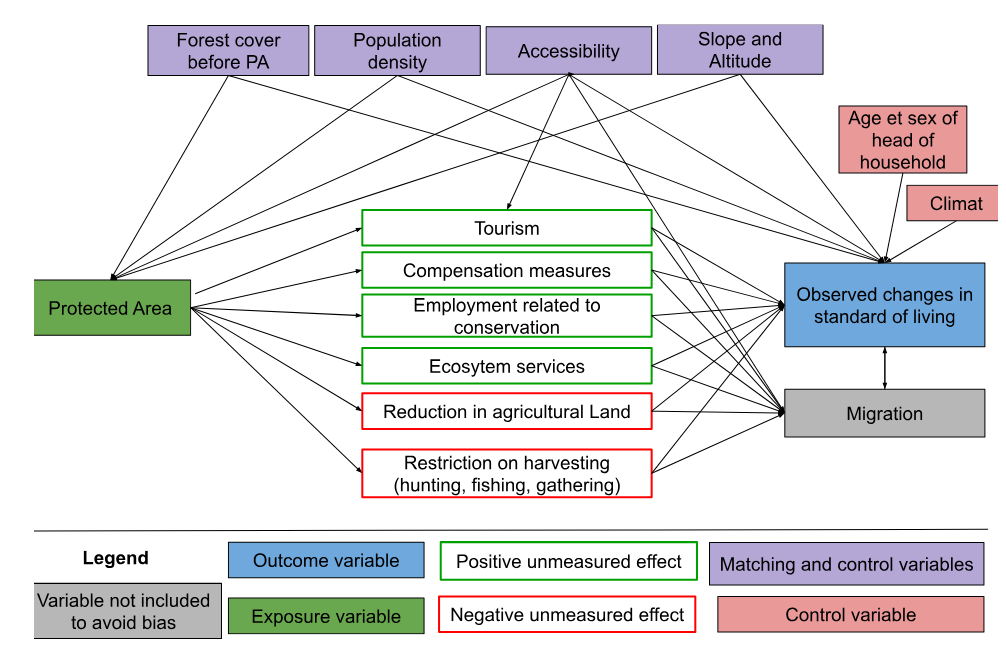 Forest cover
before PA
Population
density
Accessibility
Slope and
Altitude
Age et sex of
head of
household
Climat
Tourism
Compensation measures
Employment related to
conservation
Ecosytem services
Reduction in agricultural Land
Restriction on harvesting
(hunting, fishing, gathering)
Protected Area
Observed changes in
standard of living
Migration
Legend
Outcome variable
Positive unmeasured effect
Matching and control variables
Variable not included
to avoid bias
Exposure variable
Negative unmeasured effect
Control variable